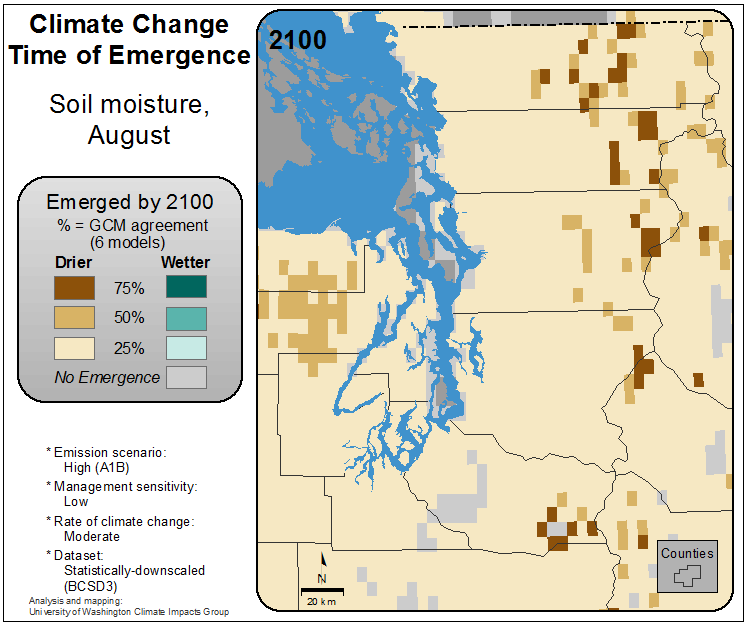 Climate Change
Time of Emergence
Soil moisture,
August
Emerged by 2100
% = GCM agreement
(6 models)
Drier Wetter
75%
50%
25%
No Emergence
* Emission scenario:
High (A1B)
* Management sensitivity:
Low
* Rate of climate change:
Moderate
* Dataset:
Statistically-downscaled
(BCSD3)
Analysis and mapping:
University of Washington Climate Impacts Group
2100
N
20 km
Counties